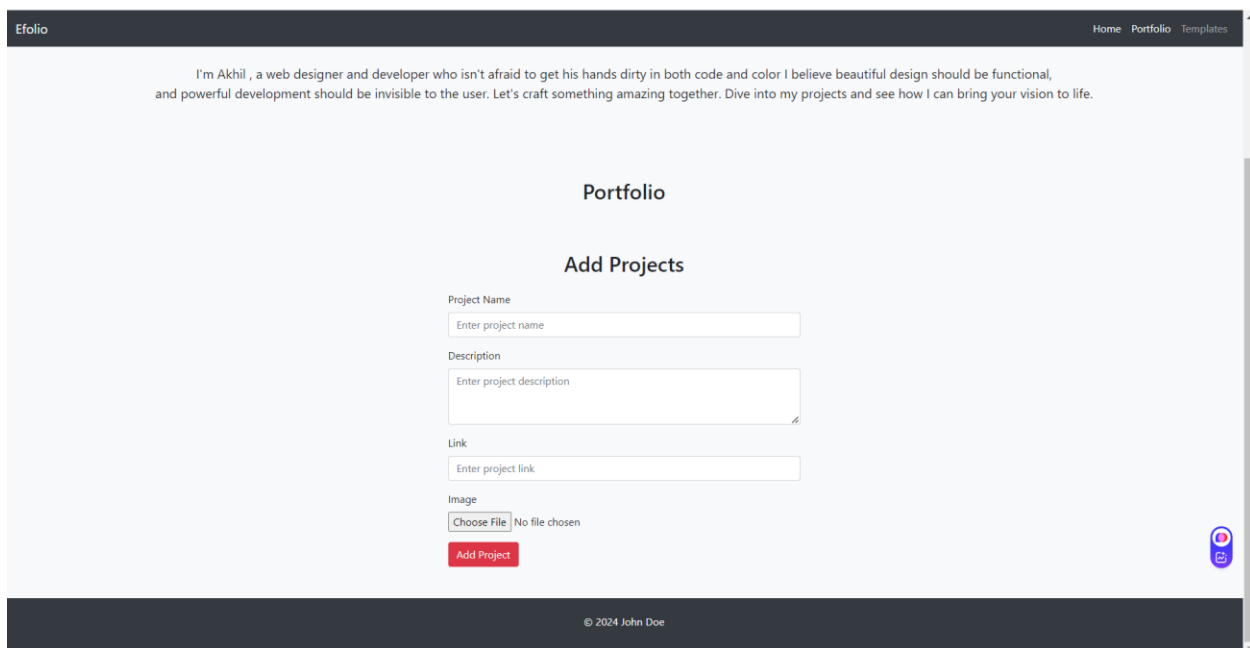 Efolio
Home Portfolio Templates
I'm Akhil , a web designer and developer who isn't afraid to get his hands dirty in both code and color I believe beautiful design should be functional,
and powerful development should be invisible to the user. Let's craft something amazing together. Dive into my projects and see how I can bring your vision to life.
Portfolio
Add Projects
Project Name
Enter project name
Description
Enter project description
Link
Enter project link
Image
Choose File No file chosen
Add Project
© 2024 John Doe